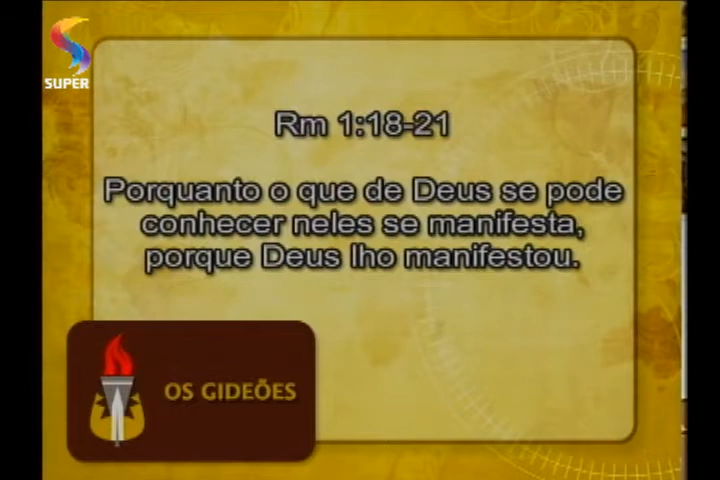 SUPER
Rm 1:18-21
Porquanto o que de Deus se pode
conhecer neles se manifesta,
porque Deus lho manifestou.
OS GIDEÕES